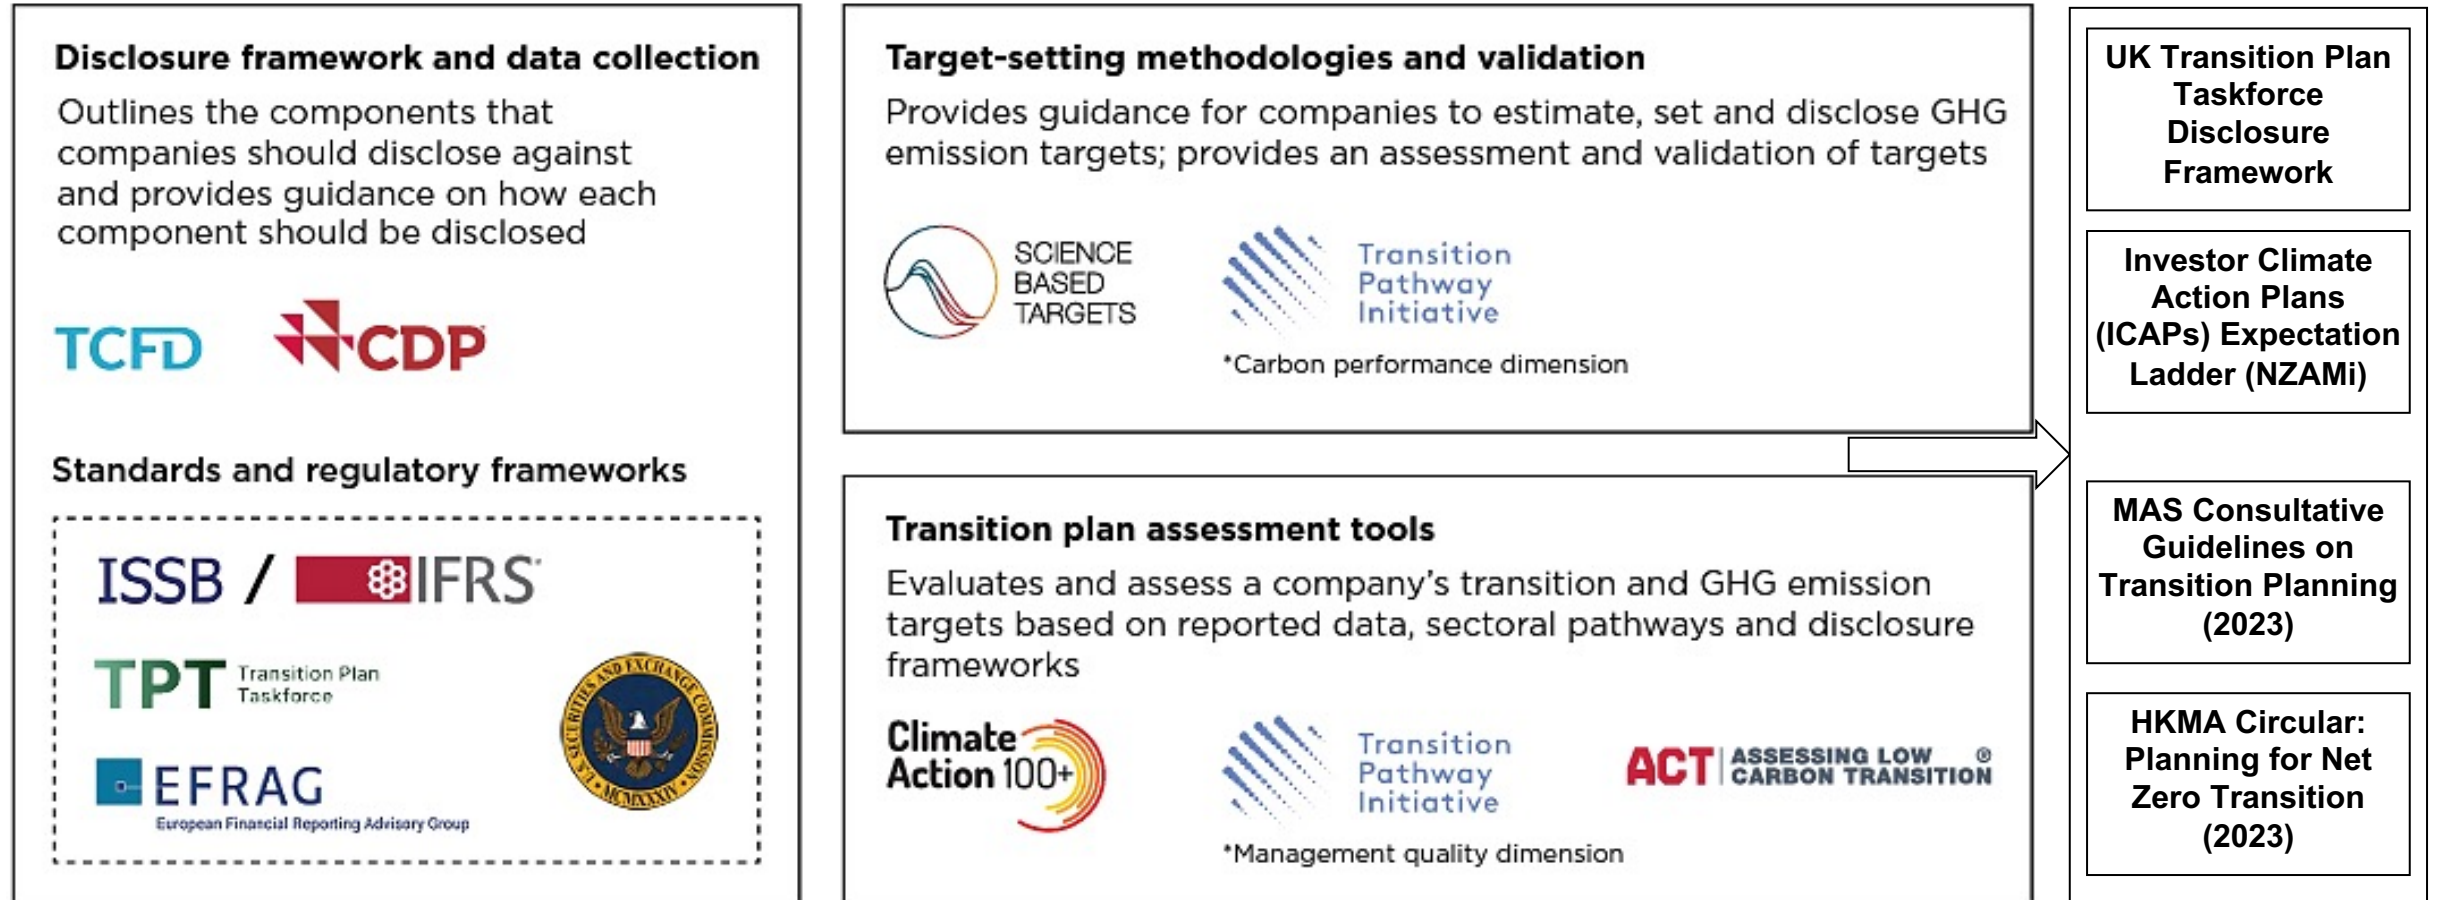 Disclosure framework and data collection
Outlines the components that
companies should disclose against
and provides guidance on how each
component should be disclosed
TCFD
CDP
Standards and regulatory frameworks
ISSB / IFRS
TPT Transition Plan
Taskforce
EFRAG
European Financial Reporting Advisory Group
U.S. SECURITIES AND EXCHANGE COMMISSION
MCMXXXIV
Target-setting methodologies and validation
Provides guidance for companies to estimate, set and disclose GHG
emission targets; provides an assessment and validation of targets
SCIENCE
BASED
TARGETS
Transition
Pathway
Initiative
*Carbon performance dimension
Transition plan assessment tools
Evaluates and assess a company's transition and GHG emission
targets based on reported data, sectoral pathways and disclosure
frameworks
Climate
Action 100+
Transition
Pathway
Initiative
*Management quality dimension
ACT ASSESSING LOW ®
CARBON TRANSITION
UK Transition Plan
Taskforce
Disclosure
Framework
Investor Climate
Action Plans
(ICAPs) Expectation
Ladder (NZAMi)
MAS Consultative
Guidelines on
Transition Planning
(2023)
HKMA Circular:
Planning for Net
Zero Transition
(2023)